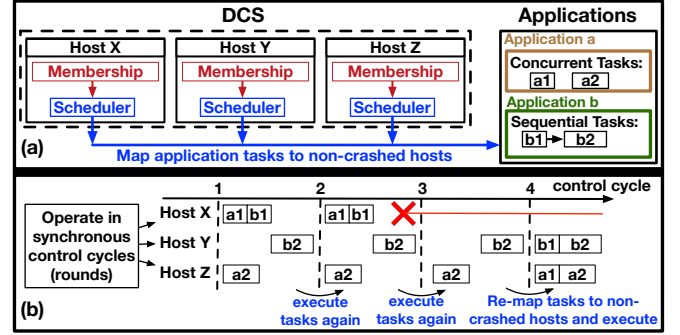 DCS
Applications
Host X
Host Y
Host Z
Membership
Membership
Membership
Scheduler
Scheduler
Scheduler
Application a
Concurrent Tasks:
a1 a2
Application b
Sequential Tasks:
b1 b2
(a)
Map application tasks to non-crashed hosts
1 2 3 4 control cycle
Operate in
synchronous
control cycles
(rounds)
Host X a1 b1 a1 b1
Host Y b2 b2 b2 b1 b2
Host Z a2 a2 a2 a1 a2
(b)
execute
tasks again
execute
tasks again
Re-map tasks to non-
crashed hosts and execute